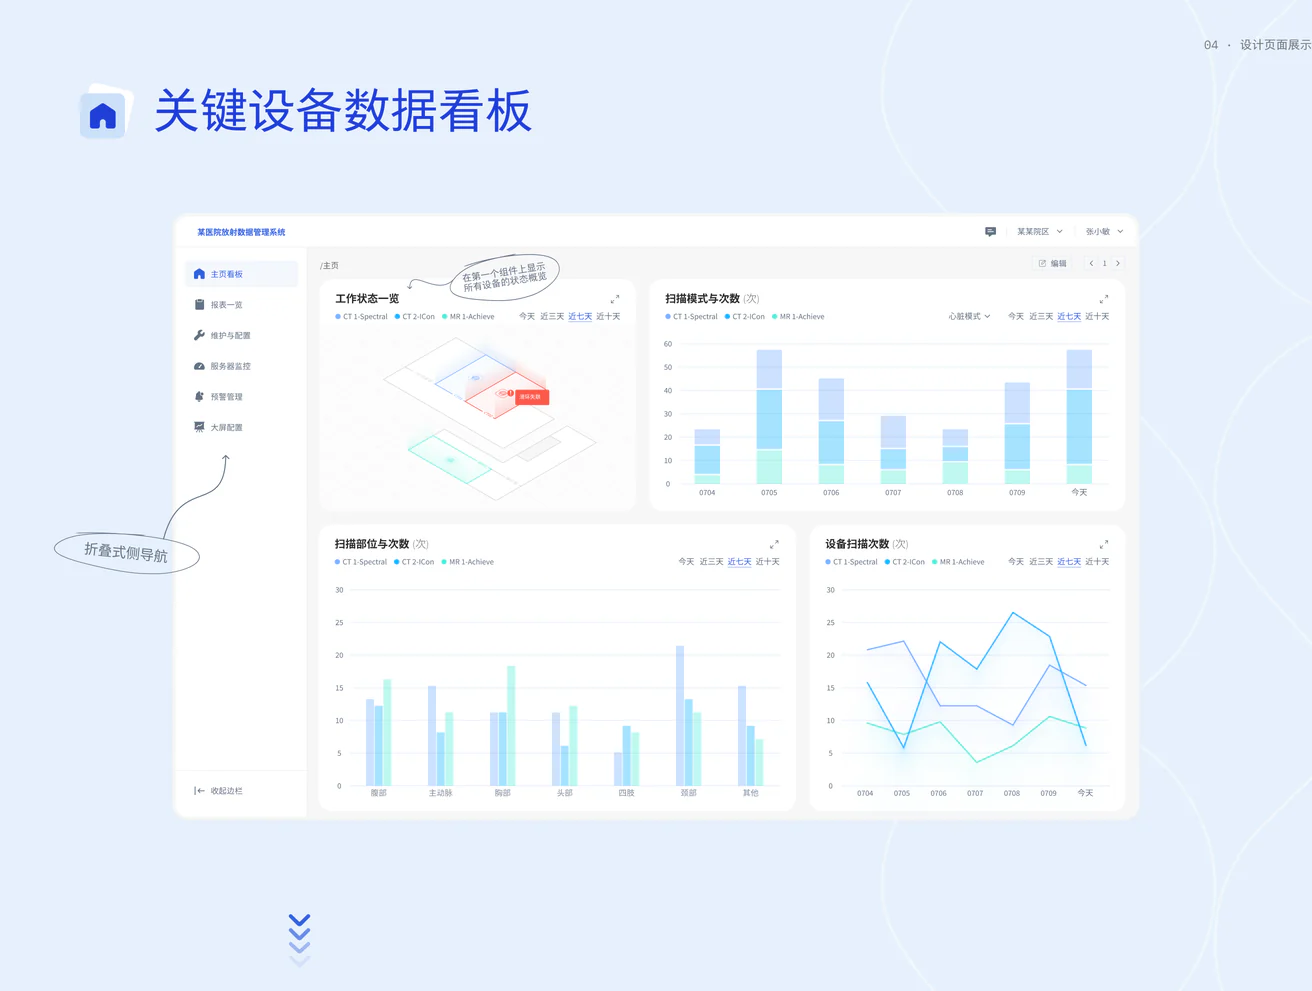 04 · 设计页面展示
关键设备数据看板
某医院放射数据管理系统
某某院区
张小敏
主页看板
报表一览
维护与配置
服务器监控
预警管理
大屏配置
收起边栏
折叠式侧导航
/主页
编辑
1
在第一个组件上显示
所有设备的状态概览
工作状态一览
CT 1-Spectral CT 2-ICon MR 1-Achieve 今天 近三天 近七天 近十天
扫描模式与次数 (次)
CT 1-Spectral CT 2-ICon MR 1-Achieve 心脏模式 今天 近三天 近七天 近十天
60
50
40
30
20
10
0
0704 0705 0706 0707 0708 0709 今天
扫描部位与次数 (次)
CT 1-Spectral CT 2-ICon MR 1-Achieve 今天 近三天 近七天 近十天
30
25
20
15
10
5
0
腹部 主动脉 胸部 头部 四肢 颈部 其他
设备扫描次数 (次)
CT 1-Spectral CT 2-ICon MR 1-Achieve 今天 近三天 近七天 近十天
30
25
20
15
10
5
0
0704 0705 0706 0707 0708 0709 今天